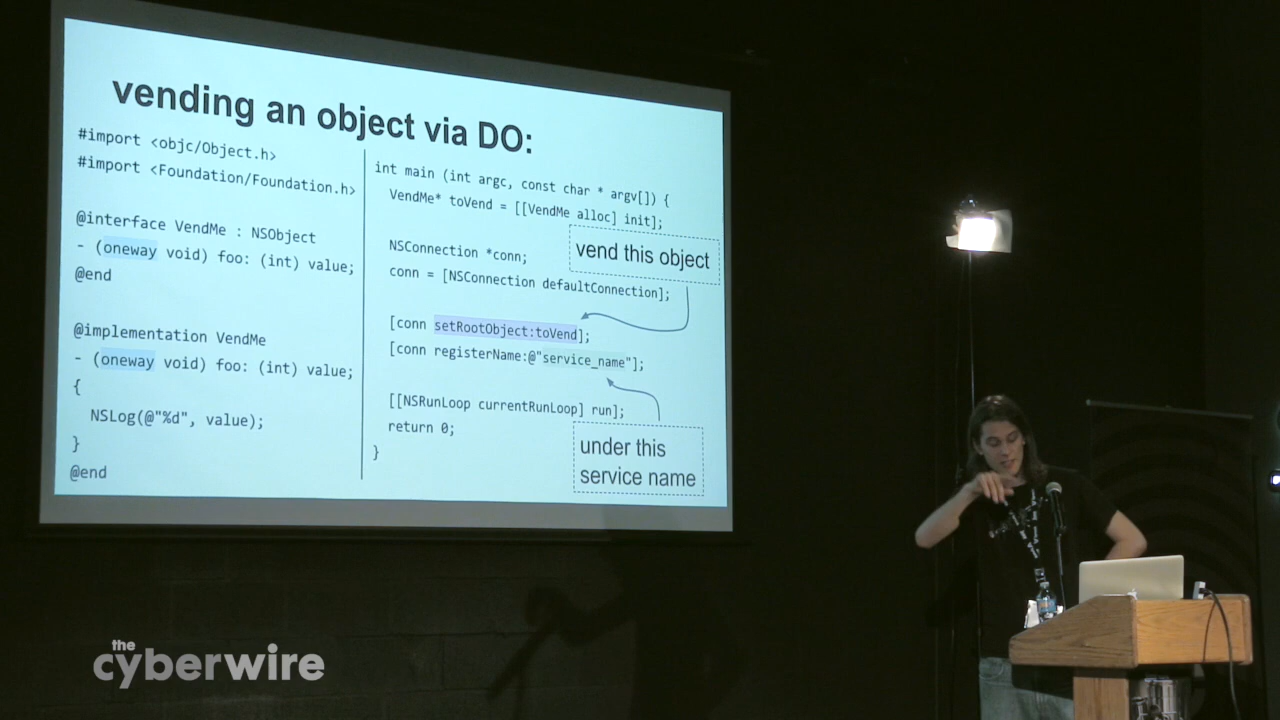 vending an object via DO:
#import <objc/Object.h>
#import <Foundation/Foundation.h>
@interface VendMe : NSObject
- (oneway void) foo: (int) value;
@end
@implementation VendMe
- (oneway void) foo: (int) value;
{
NSLog(@"%d", value);
}
@end
int main (int argc, const char * argv[]) {
VendMe* toVend = [[VendMe alloc] init];
NSConnection *conn;
conn = [NSConnection defaultConnection];
[conn setRootObject:toVend];
[conn registerName:@"service_name"];
[[NSRunLoop currentRunLoop] run];
return 0;
}
vend this object
under this
service name
the
cyberwire